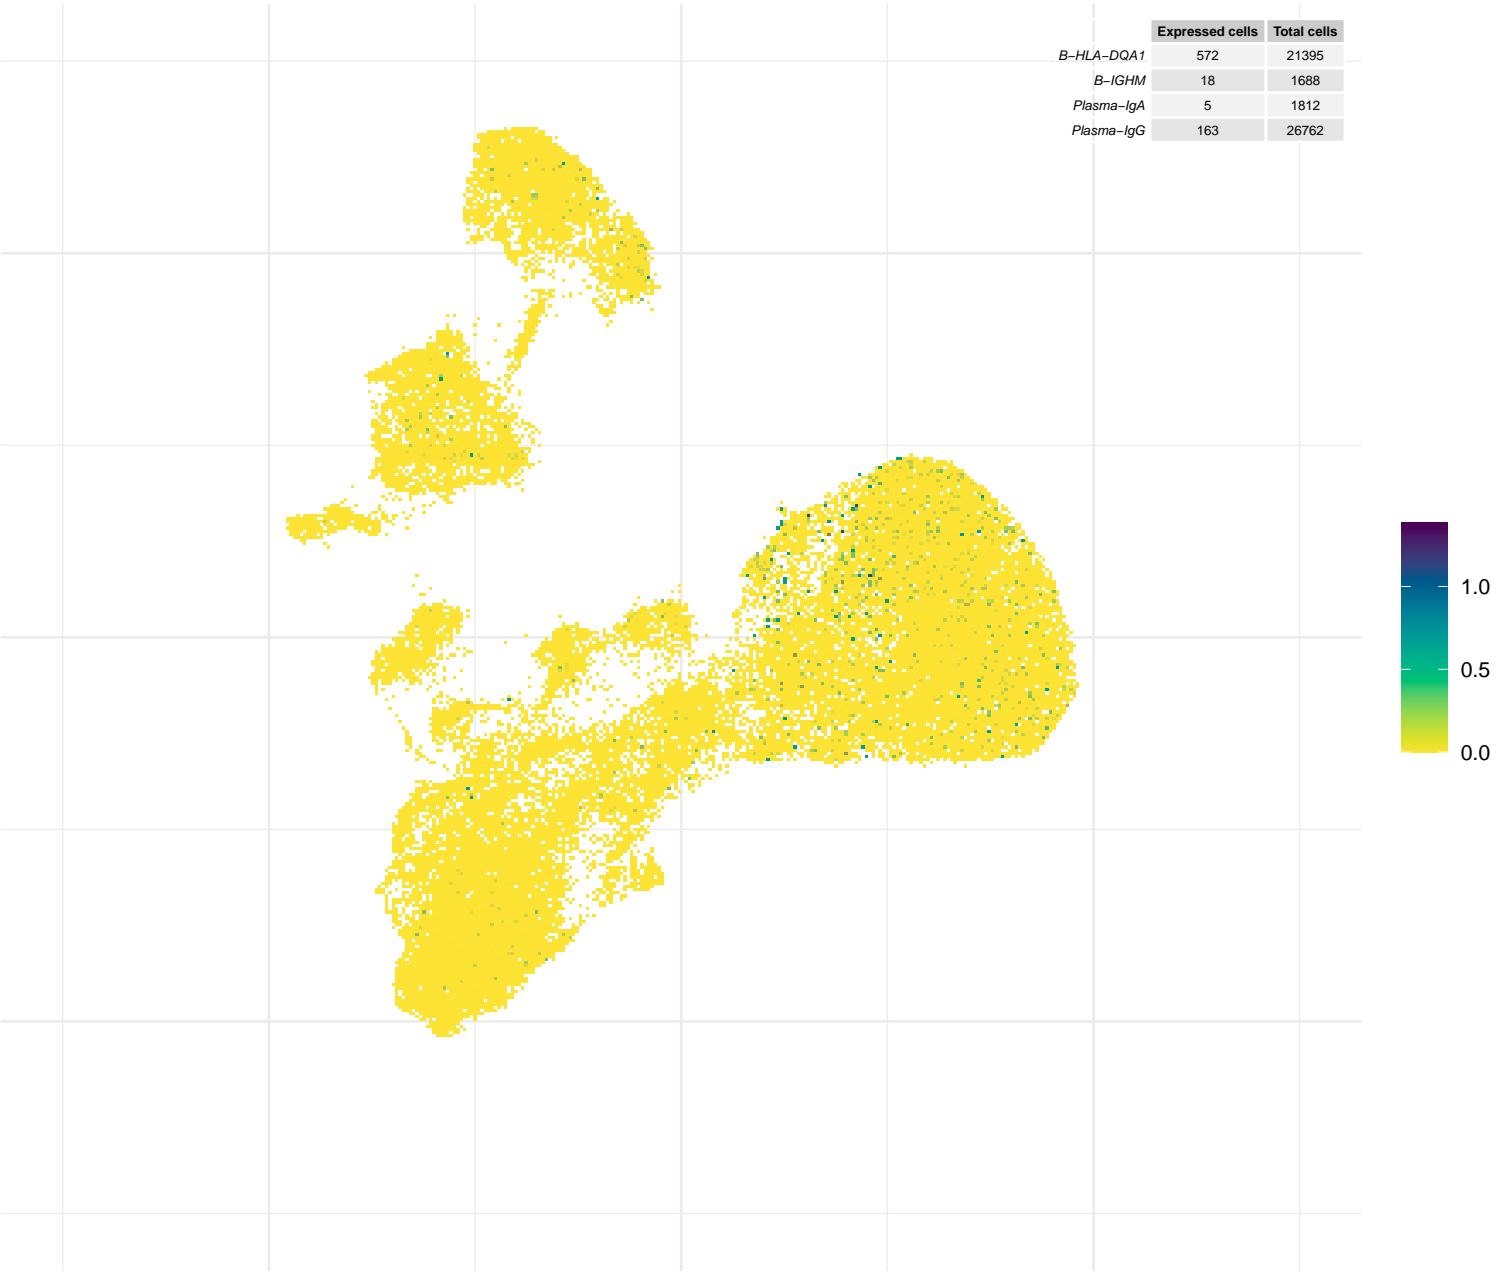 Expressed cells Total cells
B−HLA−DQA1 572 21395
B−IGHM 18 1688
Plasma−IgA 5 1812
Plasma−IgG 163 26762
1.0
0.5
0.0